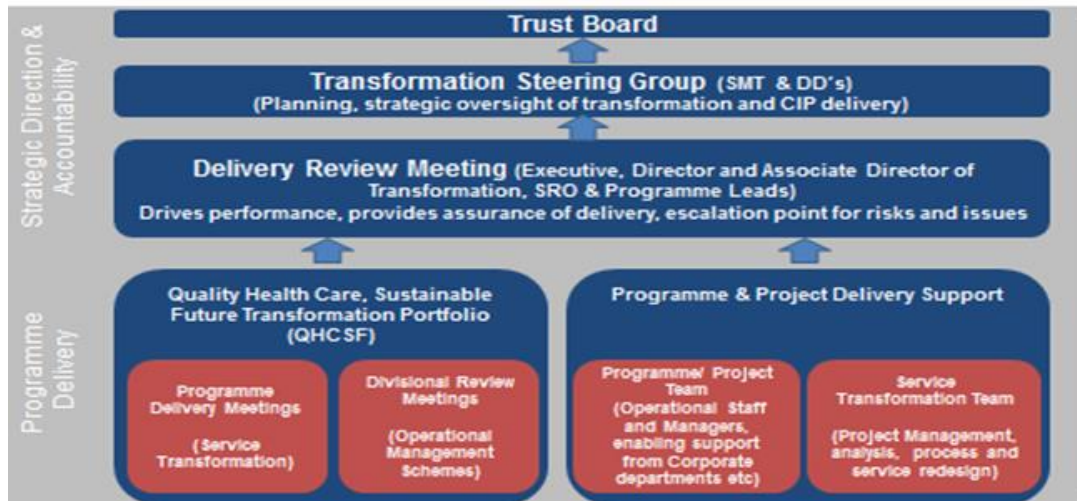 Strategic Direction &
Accountability
Trust Board
Transformation Steering Group (SMT & DD's)
(Planning, strategic oversight of transformation and CIP delivery)
Delivery Review Meeting (Executive, Director and Associate Director of
Transformation, SRO & Programme Leads)
Drives performance, provides assurance of delivery, escalation point for risks and issues
Programme
Delivery
Quality Health Care, Sustainable
Future Transformation Portfolio
(QHCSF)
Programme
Delivery Meetings
(Service
Transformation)
Divisional Review
Meetings
(Operational
Management
Schemes)
Programme & Project Delivery Support
Programme/ Project
Team
(Operational Staff
and Managers,
enabling support
from Corporate
departments etc)
Service
Transformation Team
(Project Management,
analysis, process and
service redesign)